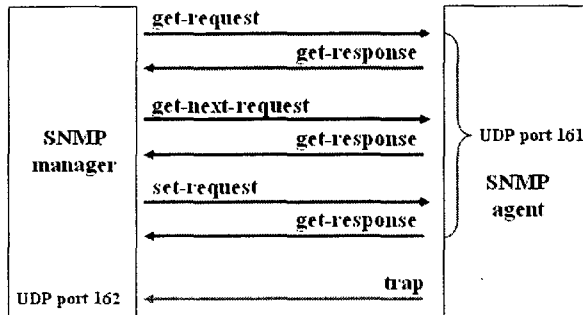 get-request
get-response
get-next-request
get-response
SNMP
manager
UDP port 161
set-request
SNMP
agent
get-response
trap
UDP port 162